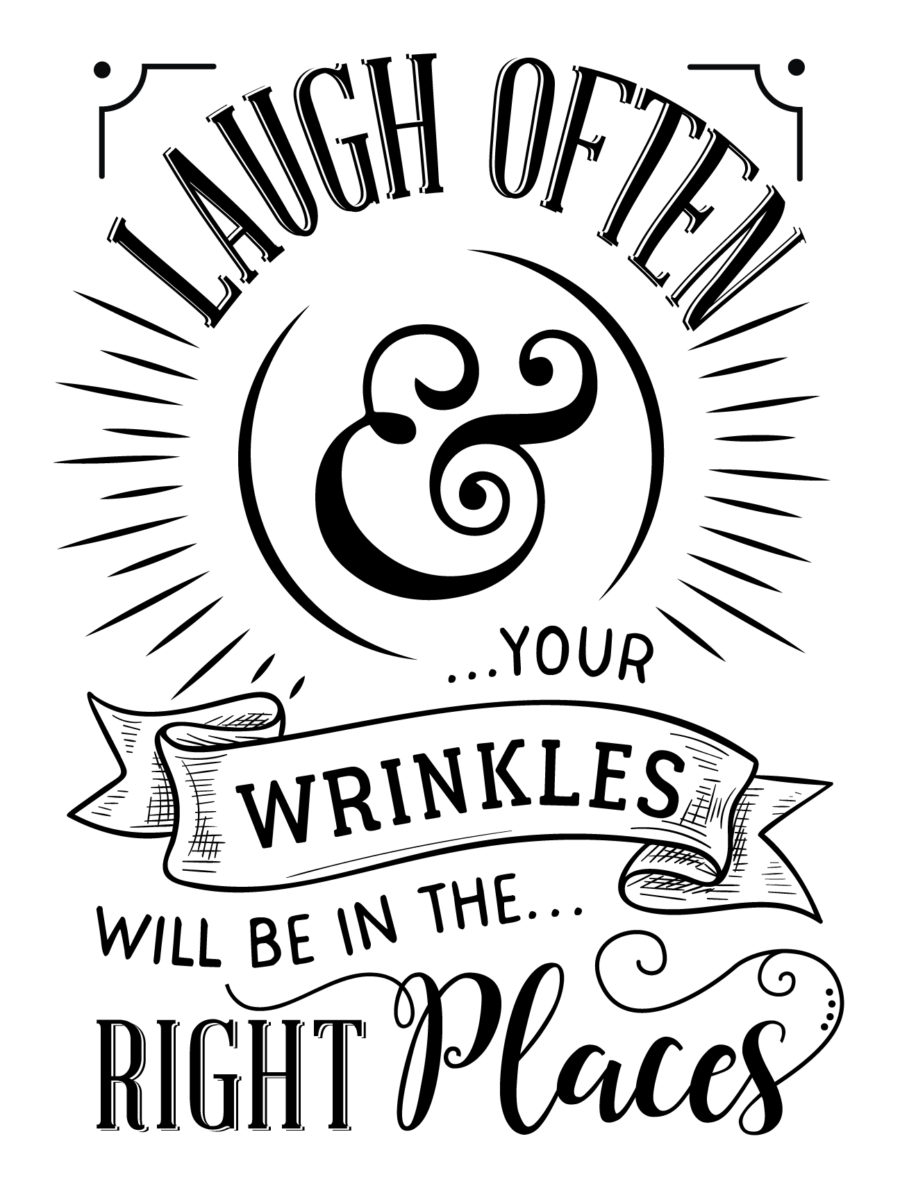 LAUGH OFTEN
&
...YOUR
WRINKLES
WILL BE IN THE...
RIGHT Places